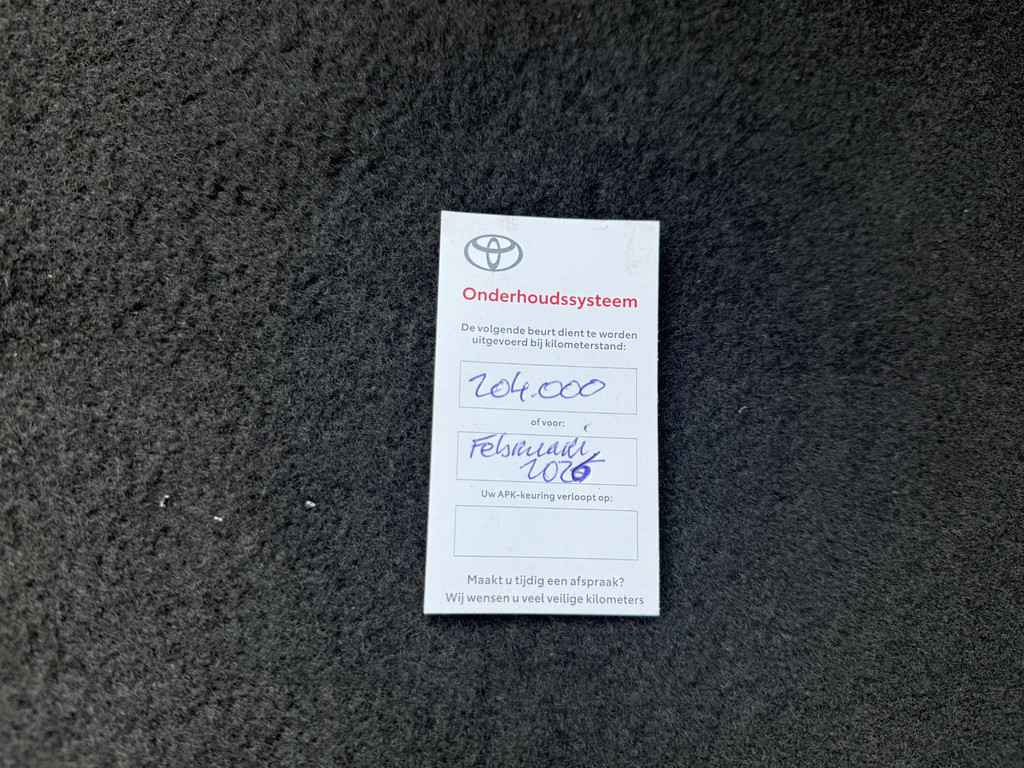 Onderhoudssysteem
De volgende beurt dient te worden
uitgevoerd bij kilometerstand:
204.000
of voor:
Februari
2026
Uw APK-keuring verloopt op:
Maakt u tijdig een afspraak?
Wij wensen u veel veilige kilometers